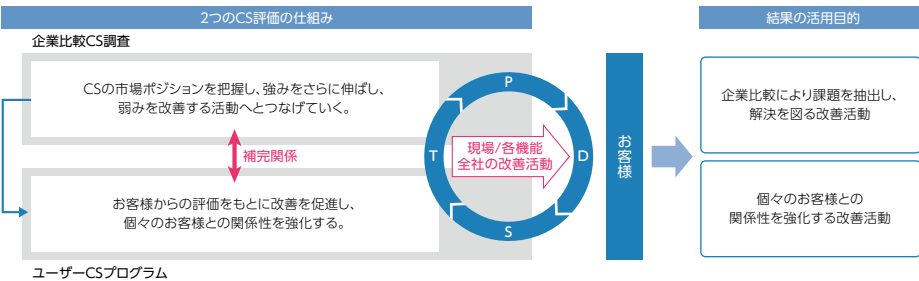 2つのCS評価の仕組み
結果の活用目的
企業比較CS調査
CSの市場ポジションを把握し、強みをさらに伸ばし、
弱みを改善する活動へとつなげていく。
補完関係
お客様からの評価をもとに改善を促進し、
個々のお客様との関係性を強化する。
ユーザーCSプログラム
P
D
S
T
現場/各機能
全社の改善活動
お客様
企業比較により課題を抽出し、
解決を図る改善活動
個々のお客様との
関係性を強化する改善活動